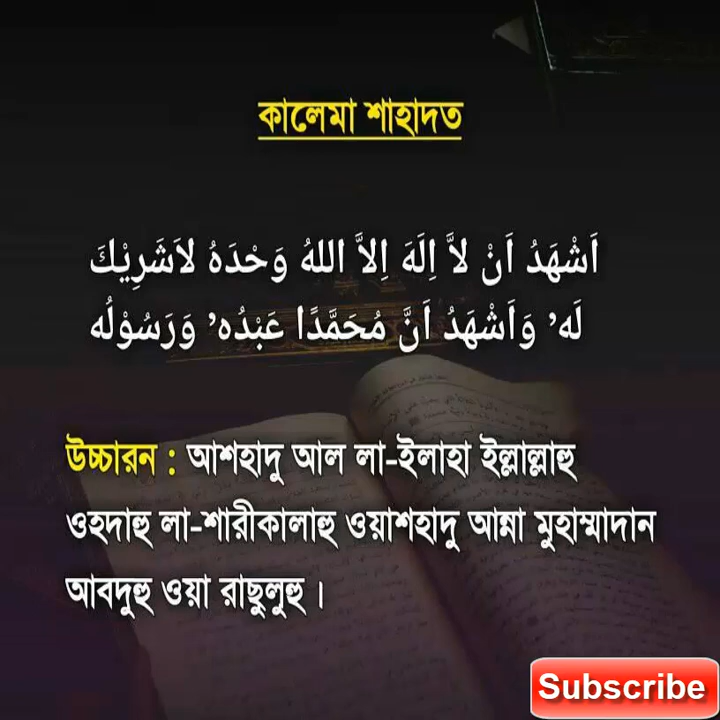 কালেমা শাহাদত
اَشْهَدُ اَنْ لاَّ اِلَهَ اِلاَّ اللهُ وَحْدَهُ لاَشَرِيْكَ
لَه’ وَاَشْهَدُ اَنَّ مُحَمَّدًا عَبْدُه’ وَرَسُوْلُه
উচ্চারন : আশহাদু আল লা-ইলাহা ইল্লাল্লাহু
ওহদাহু লা-শারীকালাহু ওয়াশহাদু আন্না মুহাম্মাদান
আবদুহু ওয়া রাছুলুহু।
Subscribe